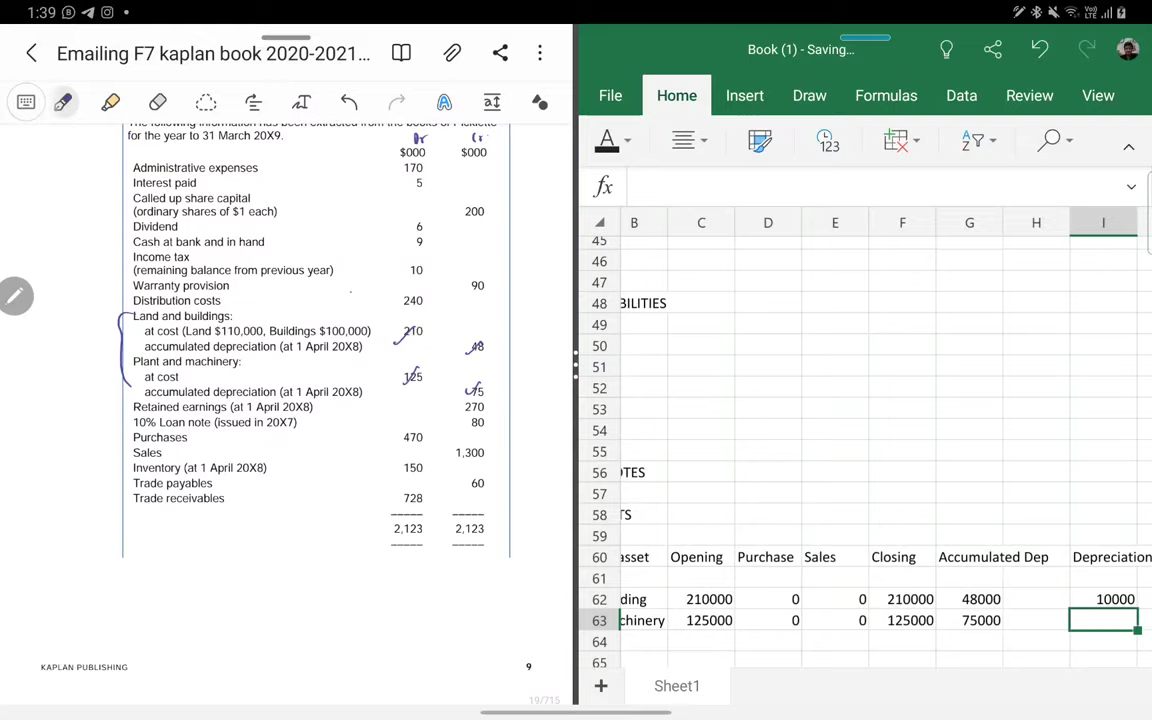 1:39
Emailing F7 kaplan book 2020-2021...
for the year to 31 March 20X9.
Dr
$000 $000
Administrative expenses 170
Interest paid 5
Called up share capital
(ordinary shares of $1 each) 200
Dividend 6
Cash at bank and in hand 9
Income tax
(remaining balance from previous year) 10
Warranty provision 90
Distribution costs 240
Land and buildings:
at cost (Land $110,000, Buildings $100,000) 210
accumulated depreciation (at 1 April 20X8) 48
Plant and machinery:
at cost 125
accumulated depreciation (at 1 April 20X8) 75
Retained earnings (at 1 April 20X8) 270
10% Loan note (issued in 20X7) 80
Purchases 470
Sales 1,300
Inventory (at 1 April 20X8) 150
Trade payables 60
Trade receivables 728
2,123 2,123
KAPLAN PUBLISHING 9
19/715
Book (1) - Saving...
File Home Insert Draw Formulas Data Review View
A 123 A Z
fx
B C D E F G H I
45
46
47
48 BILITIES
49
50
51
52
53
54
55
56 OTES
57
58 TS
59
60 asset Opening Purchase Sales Closing Accumulated Dep Depreciation
61
62 ding 210000 0 0 210000 48000 10000
63 chinery 125000 0 0 125000 75000
64
65
Sheet1